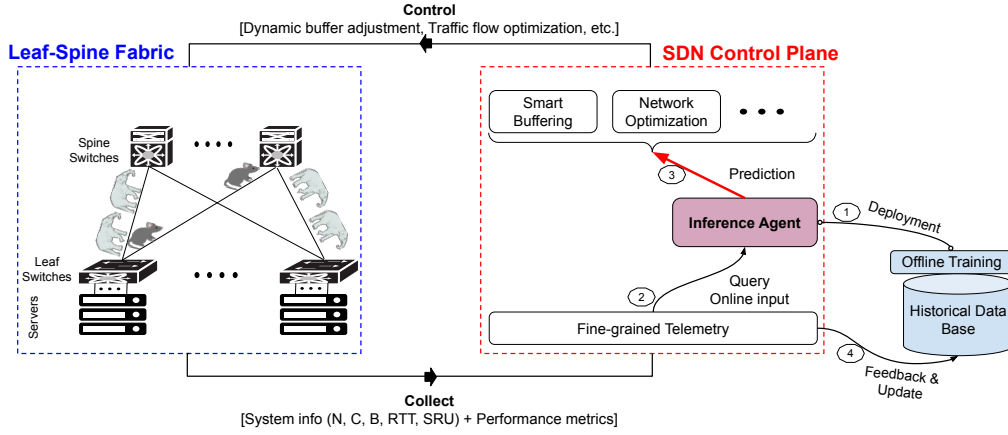 Control
[Dynamic buffer adjustment, Traffic flow optimization, etc.]
Leaf-Spine Fabric
SDN Control Plane
Spine
Switches
Leaf
Switches
Servers
Smart
Buffering
Network
Optimization
3
Prediction
Inference Agent
1
Deployment
2
Query
Online input
Fine-grained Telemetry
Offline Training
Historical Data
Base
4
Feedback &
Update
Collect
[System info (N, C, B, RTT, SRU) + Performance metrics]